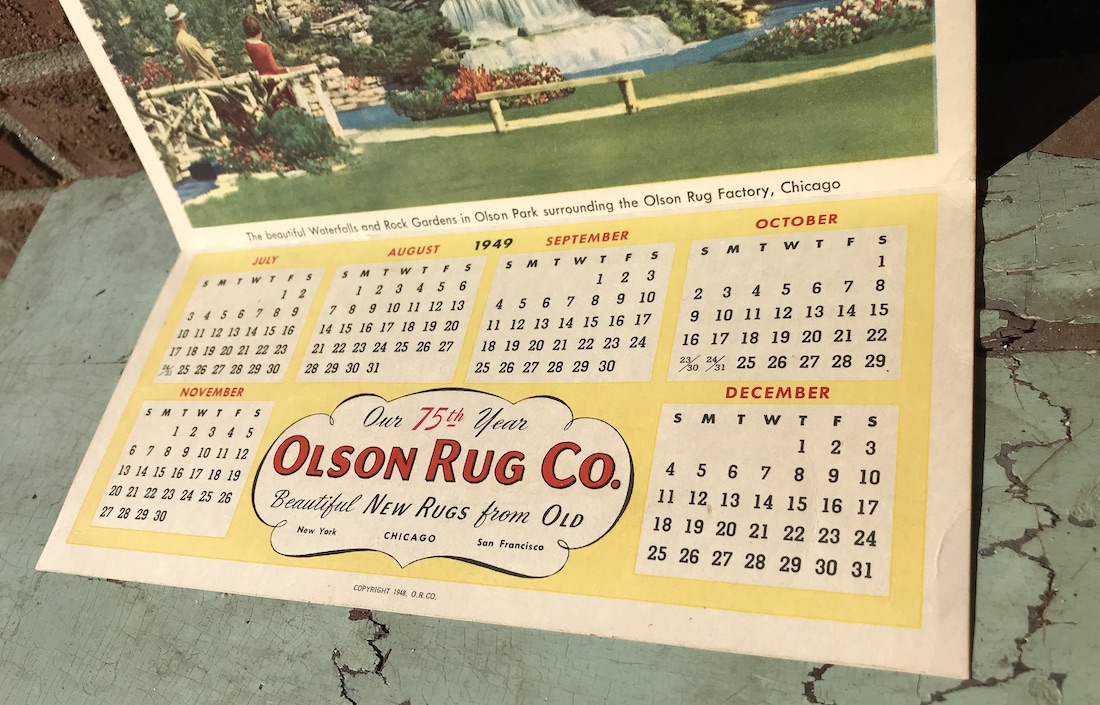 The beautiful Waterfalls and Rock Gardens in Olson Park surrounding the Olson Rug Factory, Chicago
1949
JULY
S M T W T F S
1 2
3 4 5 6 7 8 9
10 11 12 13 14 15 16
17 18 19 20 21 22 23
24/31 25 26 27 28 29 30
AUGUST
S M T W T F S
1 2 3 4 5 6
7 8 9 10 11 12 13
14 15 16 17 18 19 20
21 22 23 24 25 26 27
28 29 30 31
SEPTEMBER
S M T W T F S
1 2 3
4 5 6 7 8 9 10
11 12 13 14 15 16 17
18 19 20 21 22 23 24
25 26 27 28 29 30
OCTOBER
S M T W T F S
1
2 3 4 5 6 7 8
9 10 11 12 13 14 15
16 17 18 19 20 21 22
23/30 24/31 25 26 27 28 29
NOVEMBER
S M T W T F S
1 2 3 4 5
6 7 8 9 10 11 12
13 14 15 16 17 18 19
20 21 22 23 24 25 26
27 28 29 30
Our 75th Year
OLSON RUG CO.
Beautiful NEW RUGS from OLD
New York CHICAGO San Francisco
DECEMBER
S M T W T F S
1 2 3
4 5 6 7 8 9 10
11 12 13 14 15 16 17
18 19 20 21 22 23 24
25 26 27 28 29 30 31
COPYRIGHT 1948, O.R.CO.